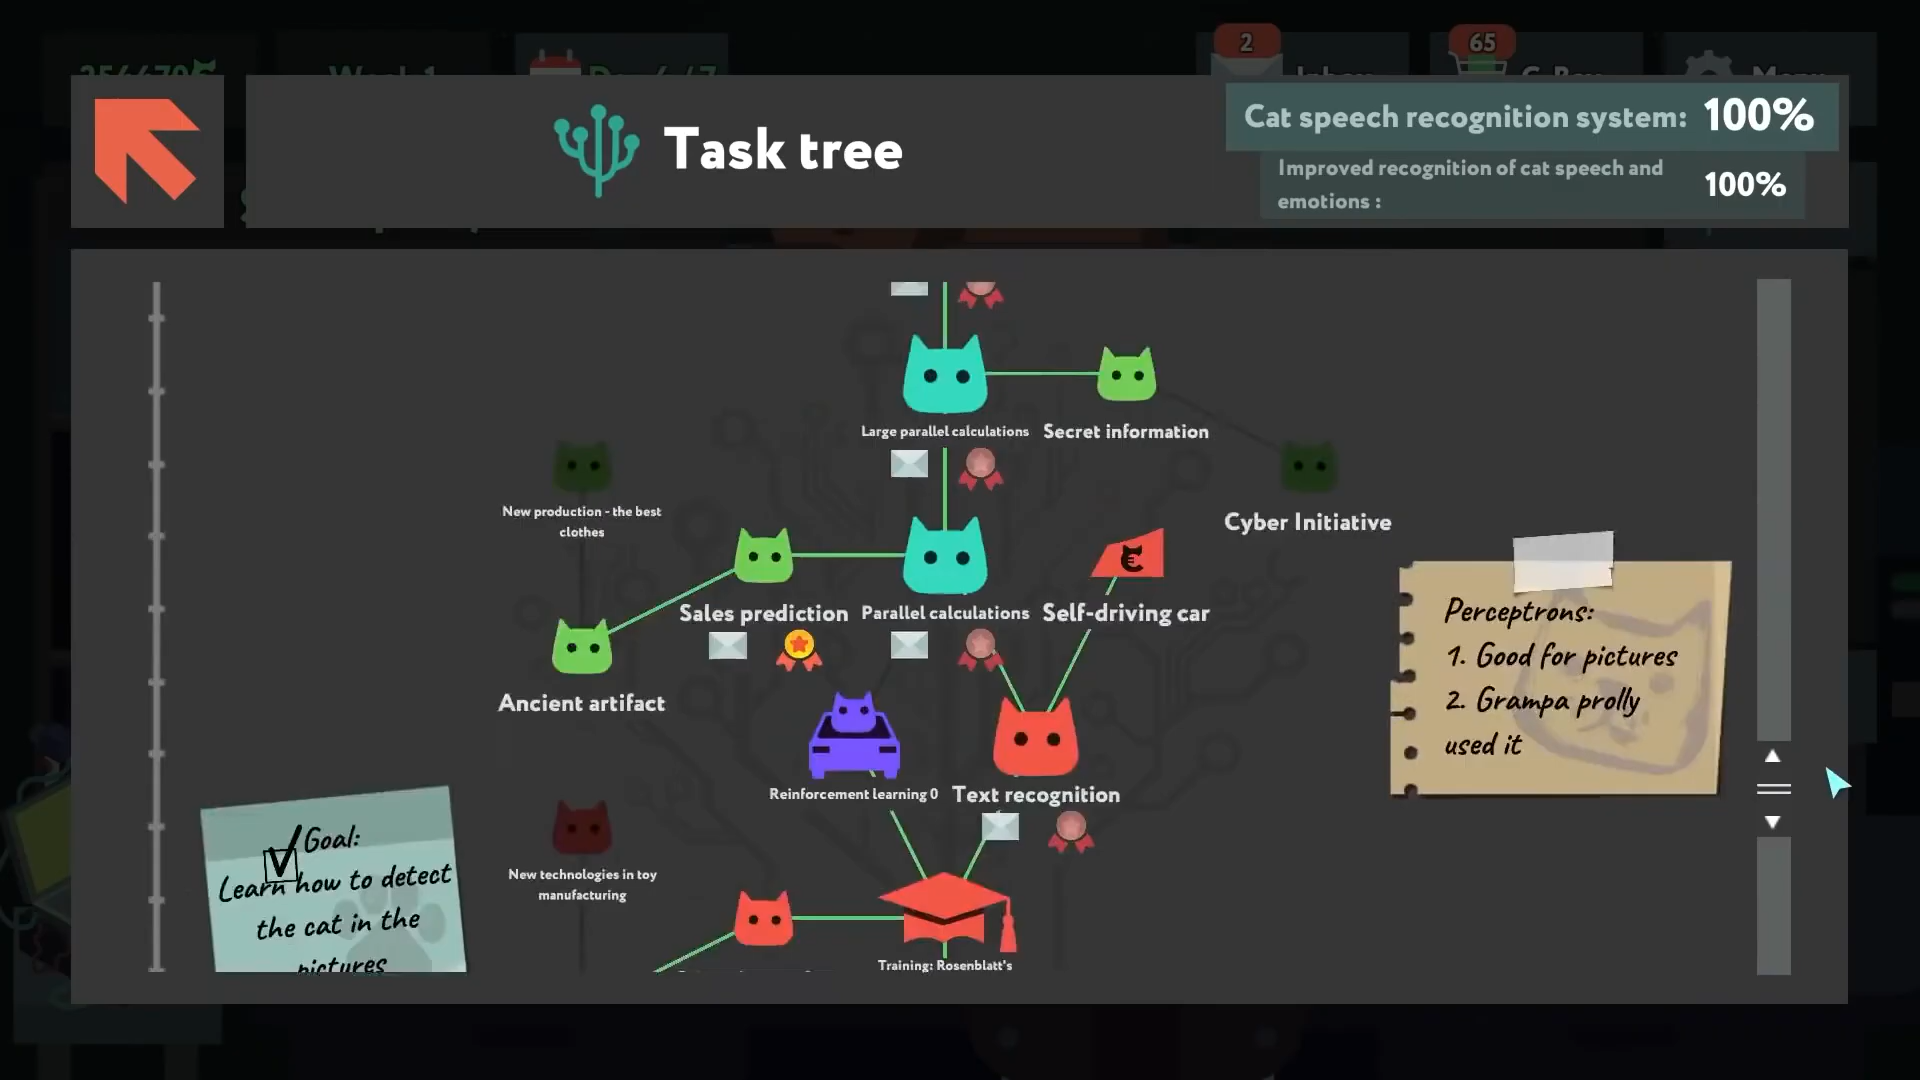 2
65
Task tree
Cat speech recognition system: 100%
Improved recognition of cat speech and
emotions :
100%
Large parallel calculations
Secret information
New production - the best
clothes
Cyber Initiative
Sales prediction
Parallel calculations
Self-driving car
Perceptrons:
1. Good for pictures
2. Grampa prolly
used it
Ancient artifact
Reinforcement learning 0
Text recognition
Goal:
Learn how to detect
the cat in the
pictures
New technologies in toy
manufacturing
Training: Rosenblatt's